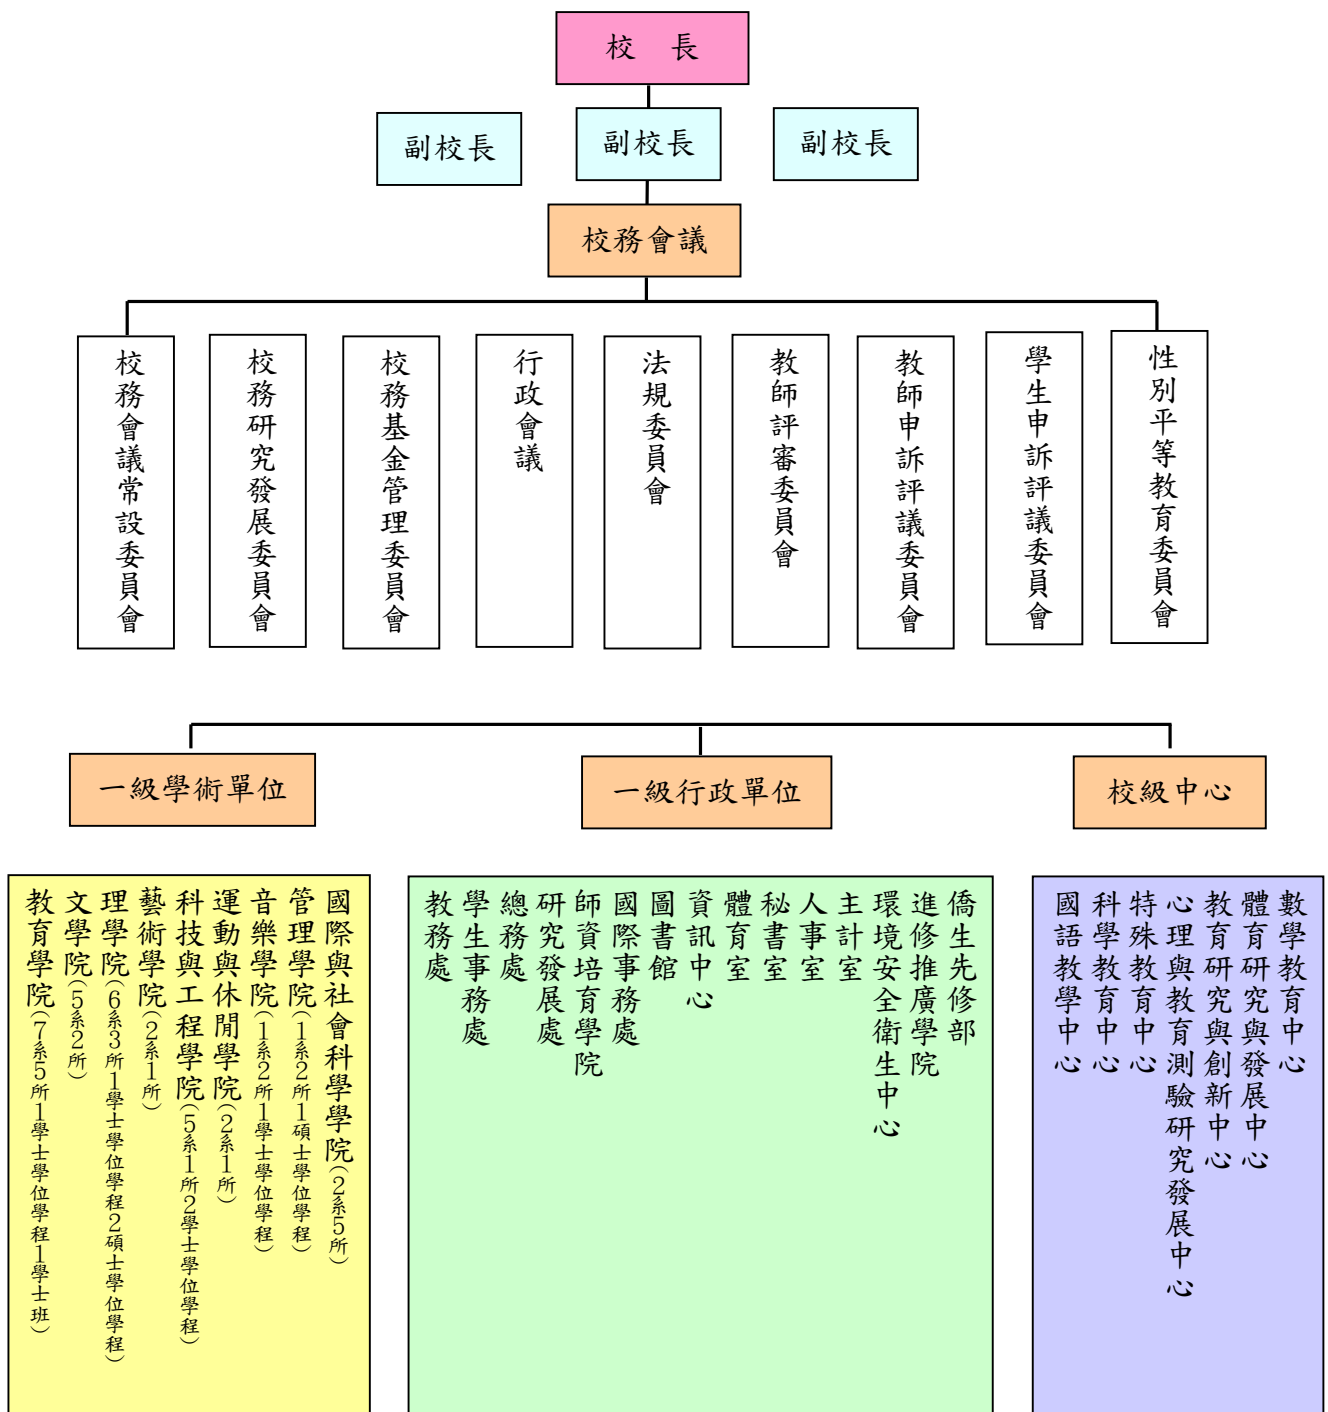 校　長
副校長
副校長
副校長
校務會議
校務會議常設委員會
校務研究發展委員會
校務基金管理委員會
行政會議
法規委員會
教師評審委員會
教師申訴評議委員會
學生申訴評議委員會
性別平等教育委員會
一級學術單位
一級行政單位
校級中心
教育學院(7系5所1學士學位學程1學士班)
文學院(5系2所)
理學院(6系3所1學士學位學程2碩士學位學程)
藝術學院(2系1所)
科技與工程學院(5系1所2學士學位學程)
運動與休閒學院(2系1所)
音樂學院(1系2所1學士學位學程)
管理學院(1系2所1碩士學位學程)
國際與社會科學學院(2系5所)
教務處
學生事務處
總務處
研究發展處
師資培育學院
國際事務處
圖書館
資訊中心
體育室
秘書室
人事室
主計室
環境安全衛生中心
進修推廣學院
僑生先修部
國語教學中心
科學教育中心
特殊教育中心
心理與教育測驗研究發展中心
教育研究與創新中心
體育研究與發展中心
數學教育中心